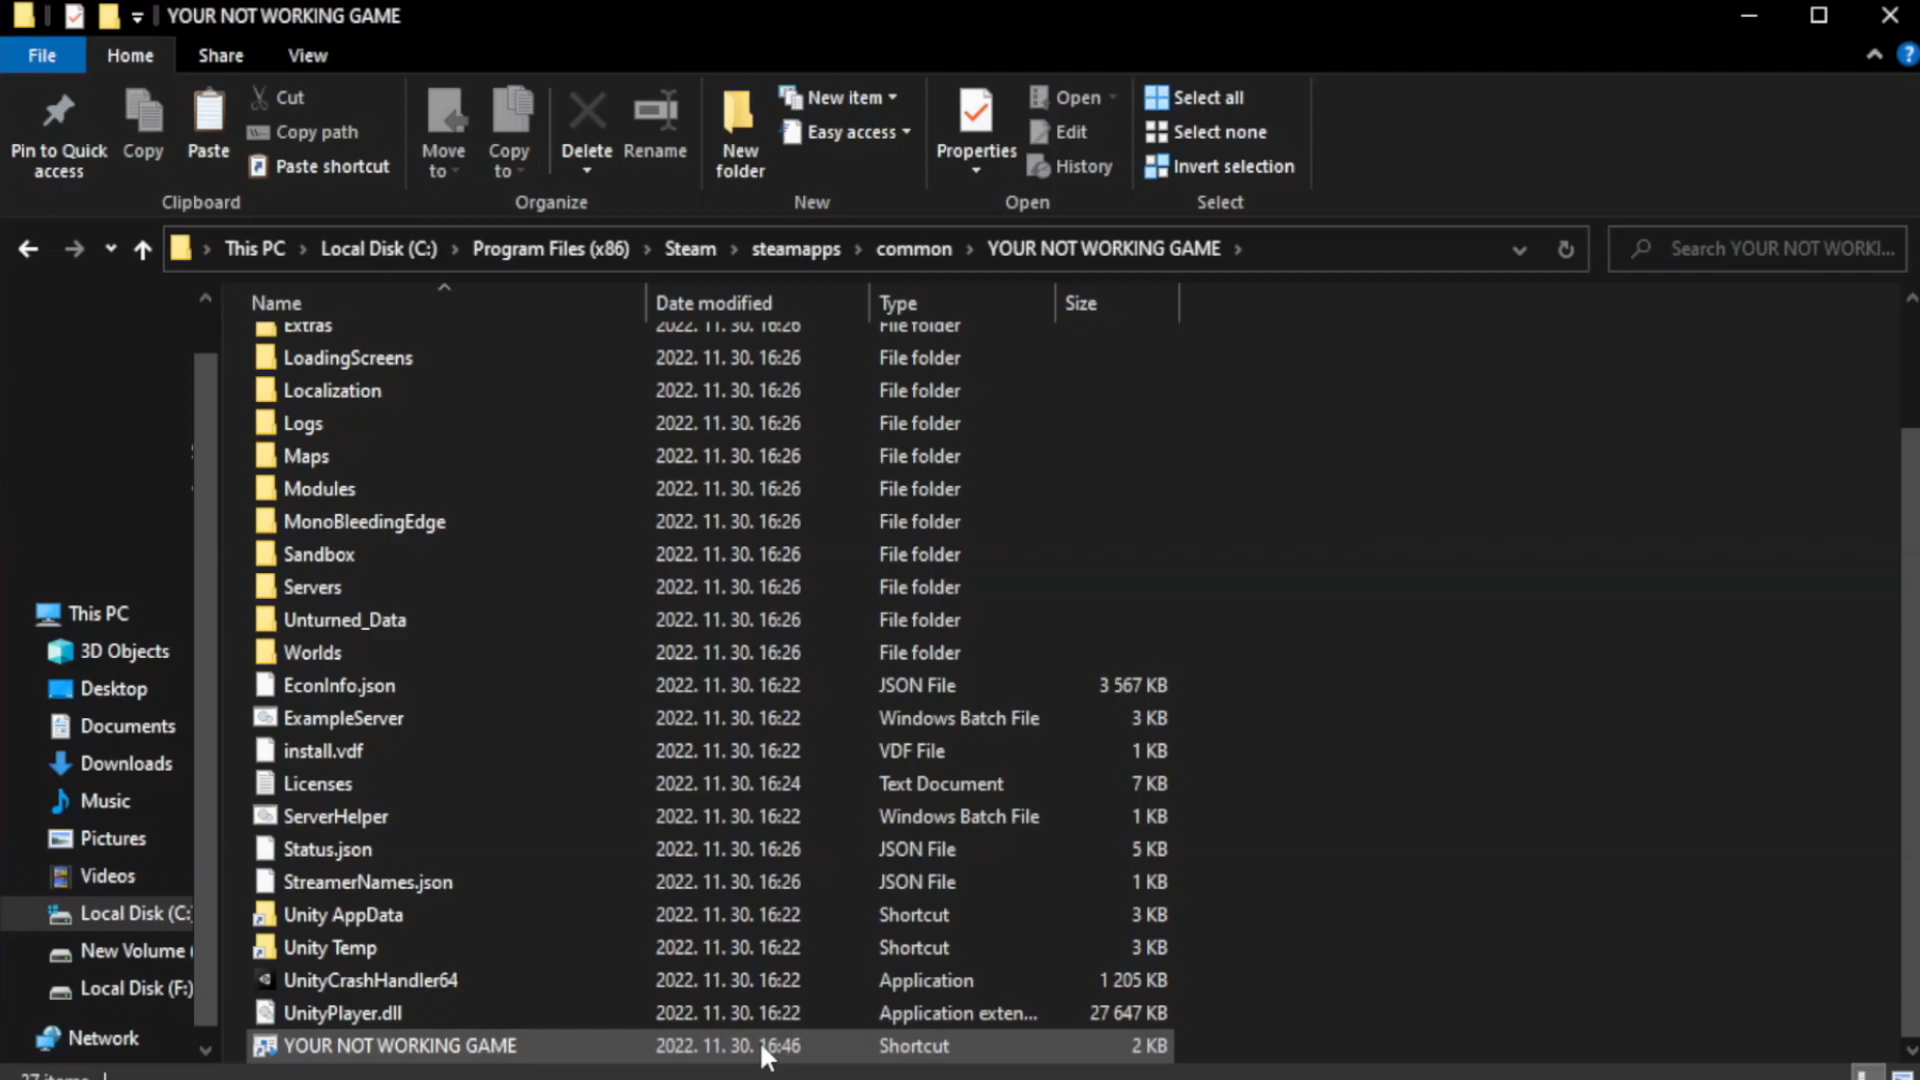 YOUR NOT WORKING GAME
File Home Share View
Pin to Quick access
Copy
Paste
Cut
Copy path
Paste shortcut
Clipboard
Move to
Copy to
Delete
Rename
Organize
New folder
New item
Easy access
New
Properties
Open
Edit
History
Open
Select all
Select none
Invert selection
Select
This PC › Local Disk (C:) › Program Files (x86) › Steam › steamapps › common › YOUR NOT WORKING GAME ›
Search YOUR NOT WORKI...
This PC
3D Objects
Desktop
Documents
Downloads
Music
Pictures
Videos
Local Disk (C:)
New Volume (
Local Disk (F:)
Network
Name Date modified Type Size
Extras 2022. 11. 30. 16:26 File folder
LoadingScreens 2022. 11. 30. 16:26 File folder
Localization 2022. 11. 30. 16:26 File folder
Logs 2022. 11. 30. 16:26 File folder
Maps 2022. 11. 30. 16:26 File folder
Modules 2022. 11. 30. 16:26 File folder
MonoBleedingEdge 2022. 11. 30. 16:26 File folder
Sandbox 2022. 11. 30. 16:26 File folder
Servers 2022. 11. 30. 16:26 File folder
Unturned_Data 2022. 11. 30. 16:26 File folder
Worlds 2022. 11. 30. 16:26 File folder
EconInfo.json 2022. 11. 30. 16:22 JSON File 3 567 KB
ExampleServer 2022. 11. 30. 16:22 Windows Batch File 3 KB
install.vdf 2022. 11. 30. 16:22 VDF File 1 KB
Licenses 2022. 11. 30. 16:24 Text Document 7 KB
ServerHelper 2022. 11. 30. 16:22 Windows Batch File 1 KB
Status.json 2022. 11. 30. 16:26 JSON File 5 KB
StreamerNames.json 2022. 11. 30. 16:26 JSON File 1 KB
Unity AppData 2022. 11. 30. 16:22 Shortcut 3 KB
Unity Temp 2022. 11. 30. 16:22 Shortcut 3 KB
UnityCrashHandler64 2022. 11. 30. 16:22 Application 1 205 KB
UnityPlayer.dll 2022. 11. 30. 16:22 Application exten... 27 647 KB
YOUR NOT WORKING GAME 2022. 11. 30. 16:46 Shortcut 2 KB